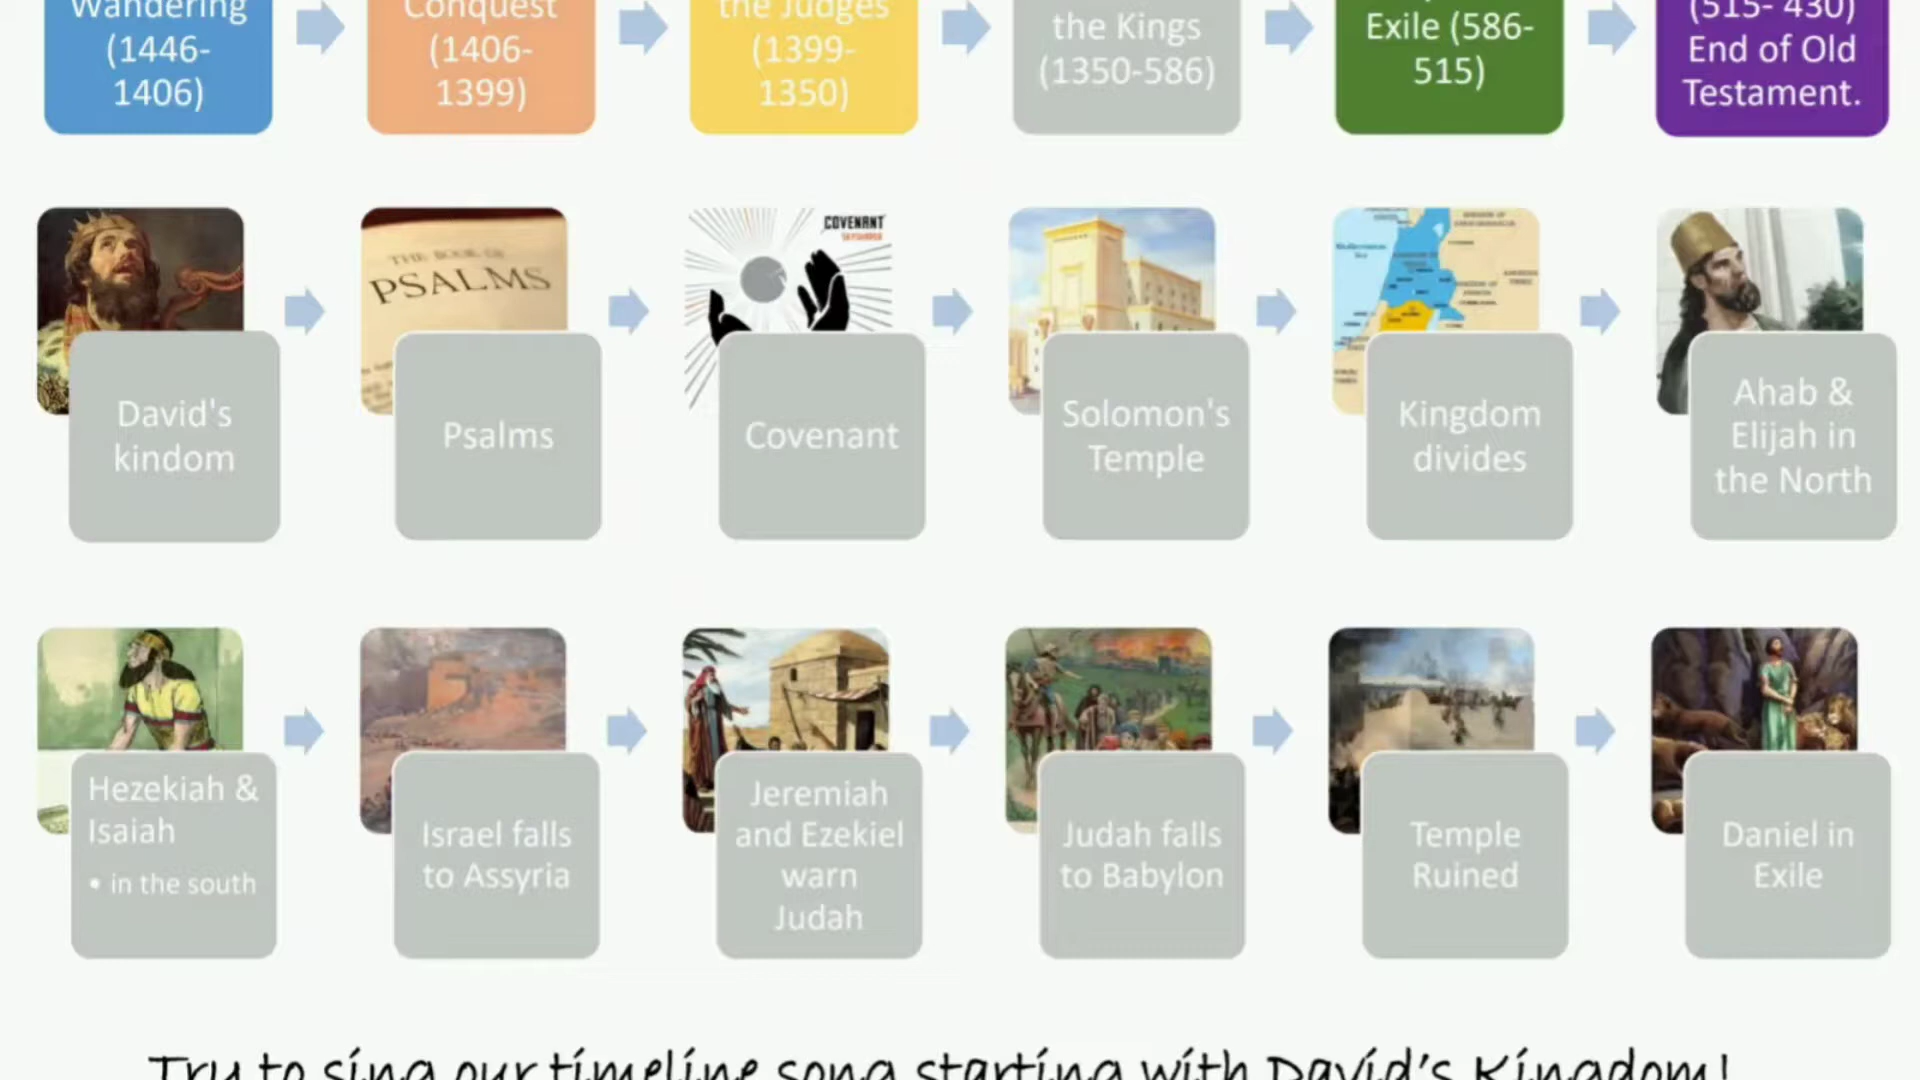 Wandering
(1446-
1406)
Conquest
(1406-
1399)
the Judges
(1399-
1350)
the Kings
(1350-586)
Exile (586-
515)
(515- 430)
End of Old
Testament.
David's
kindom
THE BOOK OF
PSALMS
Psalms
COVENANT
Covenant
Solomon's
Temple
Kingdom
divides
Ahab &
Elijah in
the North
Hezekiah &
Isaiah
• in the south
Israel falls
to Assyria
Jeremiah
and Ezekiel
warn
Judah
Judah falls
to Babylon
Temple
Ruined
Daniel in
Exile
Try to sing our timeline song starting with David's Kingdom!